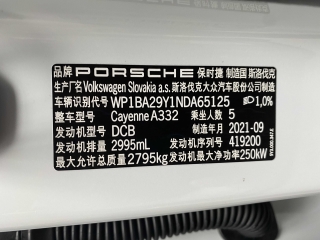 品牌 PORSCHE 保时捷 制造国 斯洛伐克
生产厂名 Volkswagen Slovakia a.s. 斯洛伐克大众汽车股份公司
车辆识别代号 WP1BA29Y1NDA65125 1,0%
整车型号 Cayenne A332 乘坐人数 5
发动机型号 DCB 制造年月 2021-09
发动机排量 2995mL 发动机号 419200
最大允许总质量 2795kg 发动机最大净功率 250kW